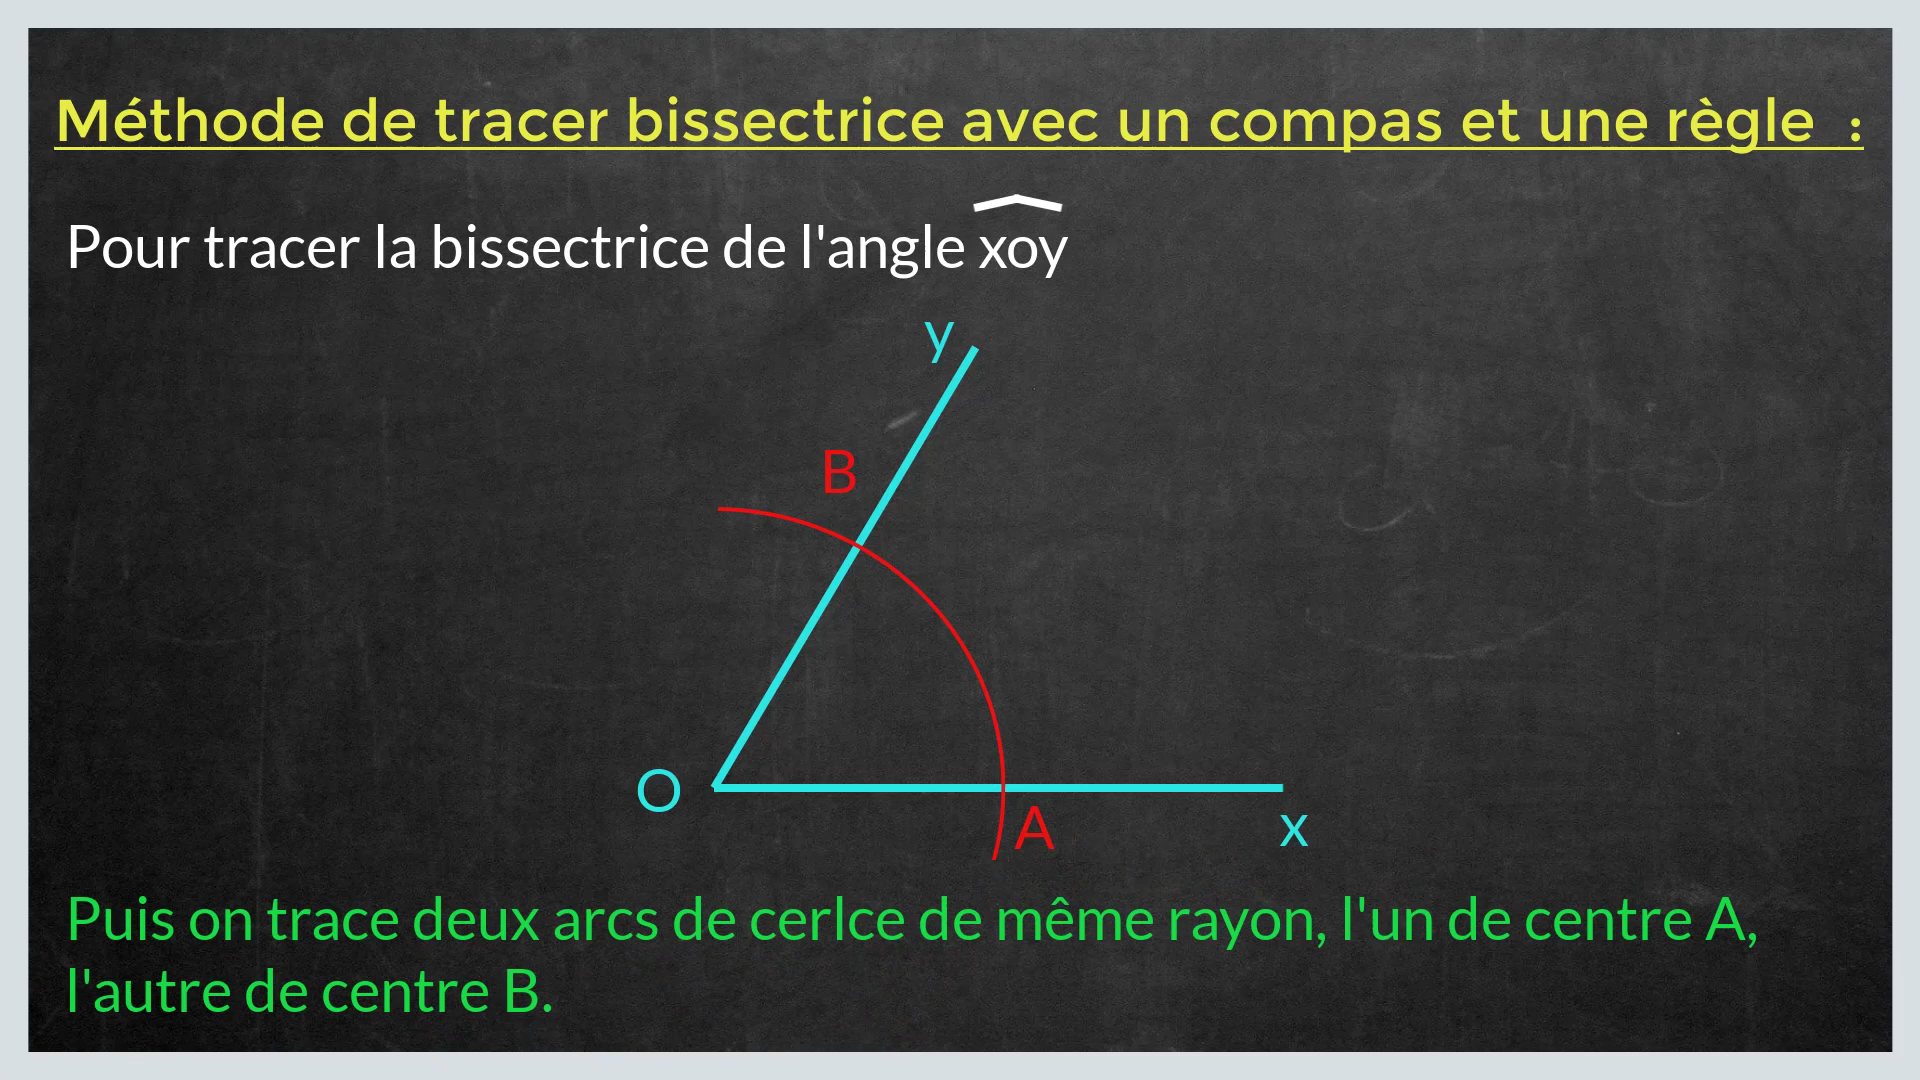 Méthode de tracer bissectrice avec un compas et une règle :
Pour tracer la bissectrice de l'angle xoy
y
B
O
A
x
Puis on trace deux arcs de cerlce de même rayon, l'un de centre A,
l'autre de centre B.